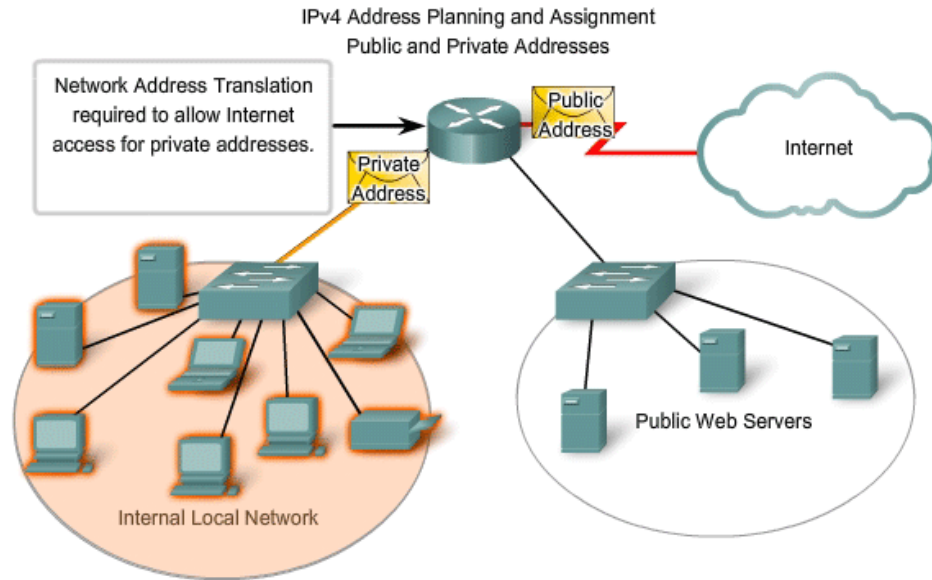 IPv4 Address Planning and Assignment
Public and Private Addresses
Network Address Translation
required to allow Internet
access for private addresses.
Public
Address
Internet
Private
Address
Public Web Servers
Internal Local Network